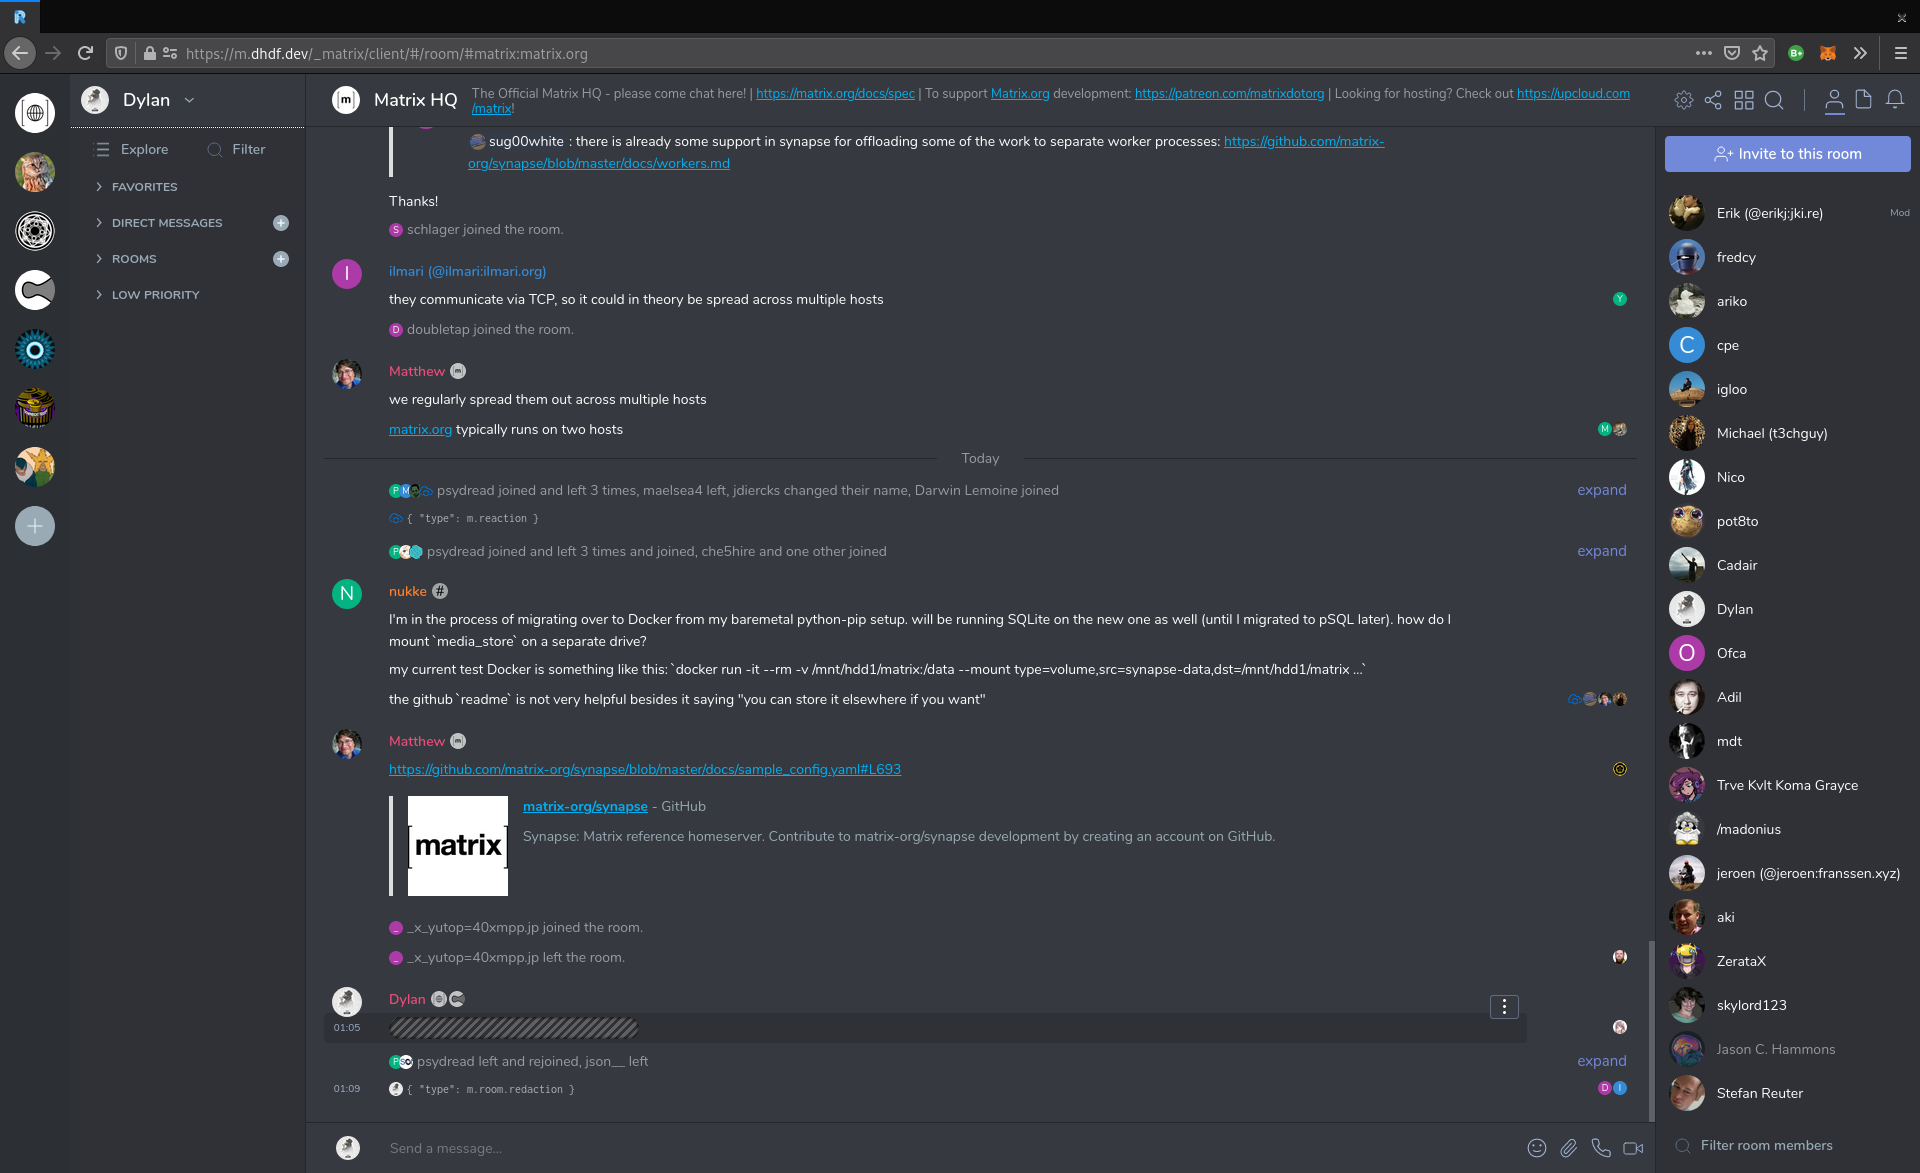 https://m.dhdf.dev/_matrix/client/#/room/#matrix:matrix.org
Dylan
Explore
Filter
FAVORITES
DIRECT MESSAGES
ROOMS
LOW PRIORITY
[m]
Matrix HQ
The Official Matrix HQ - please come chat here! | https://matrix.org/docs/spec | To support Matrix.org development: https://patreon.com/matrixdotorg | Looking for hosting? Check out https://upcloud.com
/matrix!
sug00white : there is already some support in synapse for offloading some of the work to separate worker processes: https://github.com/matrix-
org/synapse/blob/master/docs/workers.md
Thanks!
S schlager joined the room.
I
ilmari (@ilmari:ilmari.org)
they communicate via TCP, so it could in theory be spread across multiple hosts
Y
D doubletap joined the room.
Matthew
we regularly spread them out across multiple hosts
matrix.org typically runs on two hosts
M
Today
P M psydread joined and left 3 times, maelsea4 left, jdiercks changed their name, Darwin Lemoine joined
expand
{ "type": m.reaction }
P psydread joined and left 3 times and joined, che5hire and one other joined
expand
N
nukke #
I'm in the process of migrating over to Docker from my baremetal python-pip setup. will be running SQLite on the new one as well (until I migrated to pSQL later). how do I
mount `media_store` on a separate drive?
my current test Docker is something like this: `docker run -it --rm -v /mnt/hdd1/matrix:/data --mount type=volume,src=synapse-data,dst=/mnt/hdd1/matrix ...`
the github `readme` is not very helpful besides it saying "you can store it elsewhere if you want"
Matthew
https://github.com/matrix-org/synapse/blob/master/docs/sample_config.yaml#L693
[matrix]
matrix-org/synapse - GitHub
Synapse: Matrix reference homeserver. Contribute to matrix-org/synapse development by creating an account on GitHub.
_ _x_yutop=40xmpp.jp joined the room.
_ _x_yutop=40xmpp.jp left the room.
Dylan
01:05
psydread left and rejoined, json__ left
expand
01:09
{ "type": m.room.redaction }
D I
Send a message...
Invite to this room
Erik (@erikj:jki.re)
Mod
fredcy
ariko
C
cpe
igloo
Michael (t3chguy)
Nico
pot8to
Cadair
Dylan
O
Ofca
Adil
mdt
Trve Kvlt Koma Grayce
/madonius
jeroen (@jeroen:franssen.xyz)
aki
ZerataX
skylord123
Jason C. Hammons
Stefan Reuter
Filter room members